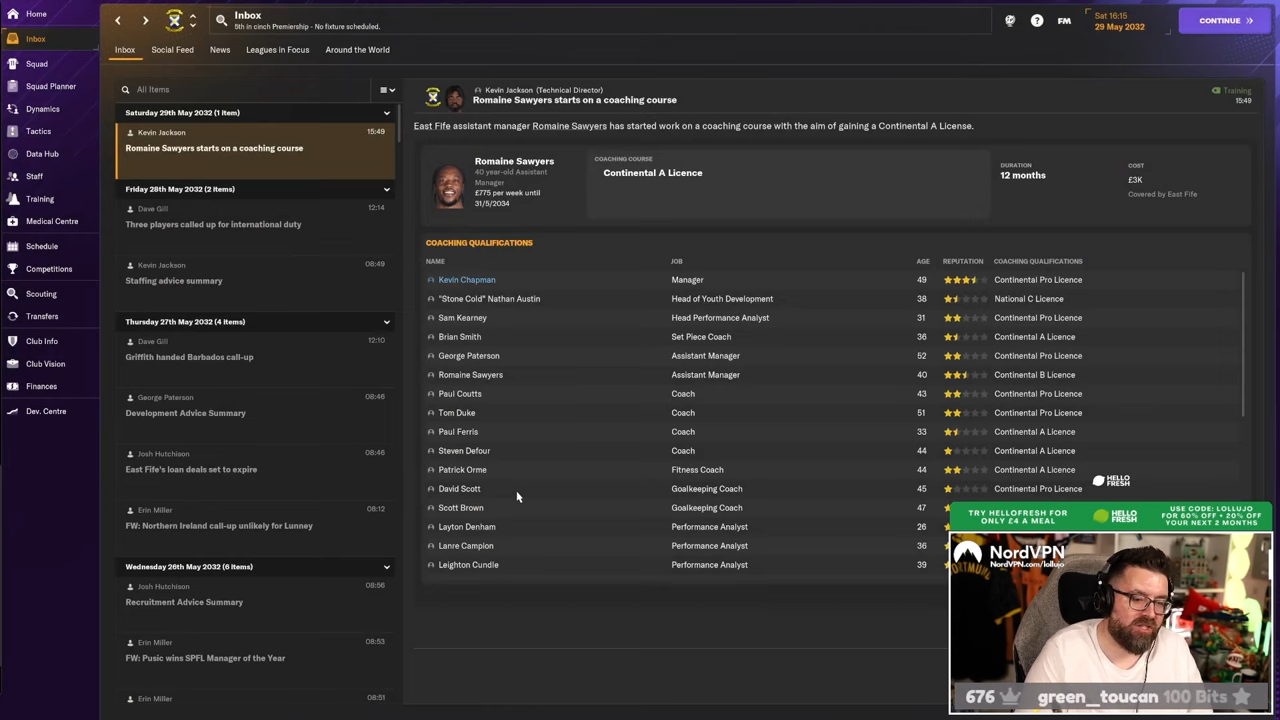 Home
Inbox
Squad
Squad Planner
Dynamics
Tactics
Data Hub
Staff
Training
Medical Centre
Schedule
Competitions
Scouting
Transfers
Club Info
Club Vision
Finances
Dev. Centre
Inbox
5th in cinch Premiership - No fixture scheduled.
FM
Sat 16:15
29 May 2032
CONTINUE
Inbox
Social Feed
News
Leagues in Focus
Around the World
All Items
Saturday 29th May 2032 (1 item)
Kevin Jackson 15:49
Romaine Sawyers starts on a coaching course
Friday 28th May 2032 (2 Items)
Dave Gill 12:14
Three players called up for international duty
Kevin Jackson 08:49
Staffing advice summary
Thursday 27th May 2032 (4 Items)
Dave Gill 12:10
Griffith handed Barbados call-up
George Paterson 08:46
Development Advice Summary
Josh Hutchison 08:46
East Fife's loan deals set to expire
Erin Miller 08:12
FW: Northern Ireland call-up unlikely for Lunney
Wednesday 26th May 2032 (6 Items)
Josh Hutchison 08:56
Recruitment Advice Summary
Erin Miller 08:53
FW: Pusic wins SPFL Manager of the Year
Erin Miller 08:51
Kevin Jackson (Technical Director)
Romaine Sawyers starts on a coaching course
Training
15:49
East Fife assistant manager Romaine Sawyers has started work on a coaching course with the aim of gaining a Continental A License.
Romaine Sawyers
40 year-old Assistant
Manager
£775 per week until
31/5/2034
COACHING COURSE
Continental A Licence
DURATION
12 months
COST
£3K
Covered by East Fife
COACHING QUALIFICATIONS
NAME JOB AGE REPUTATION COACHING QUALIFICATIONS
Kevin Chapman Manager 49 Continental Pro Licence
"Stone Cold" Nathan Austin Head of Youth Development 38 National C Licence
Sam Kearney Head Performance Analyst 31 Continental Pro Licence
Brian Smith Set Piece Coach 36 Continental A Licence
George Paterson Assistant Manager 52 Continental Pro Licence
Romaine Sawyers Assistant Manager 40 Continental B Licence
Paul Coutts Coach 43 Continental Pro Licence
Tom Duke Coach 51 Continental Pro Licence
Paul Ferris Coach 33 Continental A Licence
Steven Defour Coach 44 Continental A Licence
Patrick Orme Fitness Coach 44 Continental A Licence
David Scott Goalkeeping Coach 45 Continental Pro Licence
Scott Brown Goalkeeping Coach 47
Layton Denham Performance Analyst 26
Lanre Campion Performance Analyst 36
Leighton Cundle Performance Analyst 39
HELLO
FRESH
TRY HELLOFRESH FOR
ONLY £4 A MEAL
HELLO
FRESH
USE CODE: LOLLUJO
FOR 60% OFF + 20% OFF
YOUR NEXT 2 MONTHS
NordVPN
NordVPN.com/lollujo
676 green_toucan 100 Bits